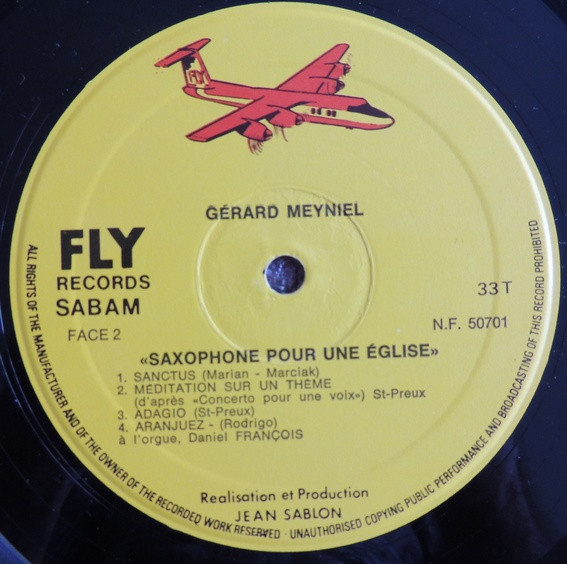 FLY
GÉRARD MEYNIEL
FLY
RECORDS
SABAM
FACE 2
33 T
N.F. 50701
«SAXOPHONE POUR UNE ÉGLISE»
1. SANCTUS (Marian - Marciak)
2. MÉDITATION SUR UN THÈME
(d'après «Concerto pour une voix») St-Preux
3. ADAGIO (St-Preux)
4. ARANJUEZ - (Rodrigo)
à l'orgue, Daniel FRANÇOIS
Realisation et Production
JEAN SABLON
ALL RIGHTS OF THE MANUFACTURER AND OF THE OWNER OF THE RECORDED WORK RESERVED - UNAUTHORISED COPYING PUBLIC PERFORMANCE AND BROADCASTING OF THIS RECORD PROHIBITED